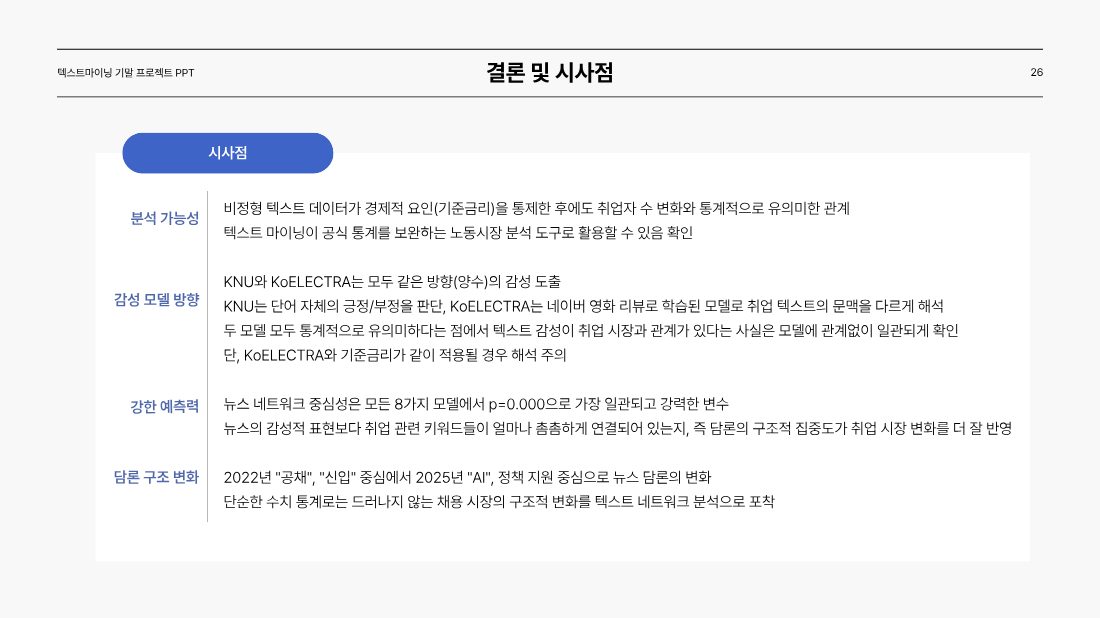 텍스트마이닝 기말 프로젝트 PPT
결론 및 시사점
26
시사점
분석 가능성
비정형 텍스트 데이터가 경제적 요인(기준금리)을 통제한 후에도 취업자 수 변화와 통계적으로 유의미한 관계
텍스트 마이닝이 공식 통계를 보완하는 노동시장 분석 도구로 활용할 수 있음 확인
감성 모델 방향
KNU와 KoELECTRA는 모두 같은 방향(양수)의 감성 도출
KNU는 단어 자체의 긍정/부정을 판단, KoELECTRA는 네이버 영화 리뷰로 학습된 모델로 취업 텍스트의 문맥을 다르게 해석
두 모델 모두 통계적으로 유의미하다는 점에서 텍스트 감성이 취업 시장과 관계가 있다는 사실은 모델에 관계없이 일관되게 확인
단, KoELECTRA와 기준금리가 같이 적용될 경우 해석 주의
강한 예측력
뉴스 네트워크 중심성은 모든 8가지 모델에서 p=0.000으로 가장 일관되고 강력한 변수
뉴스의 감성적 표현보다 취업 관련 키워드들이 얼마나 촘촘하게 연결되어 있는지, 즉 담론의 구조적 집중도가 취업 시장 변화를 더 잘 반영
담론 구조 변화
2022년 "공채", "신입" 중심에서 2025년 "AI", 정책 지원 중심으로 뉴스 담론의 변화
단순한 수치 통계로는 드러나지 않는 채용 시장의 구조적 변화를 텍스트 네트워크 분석으로 포착